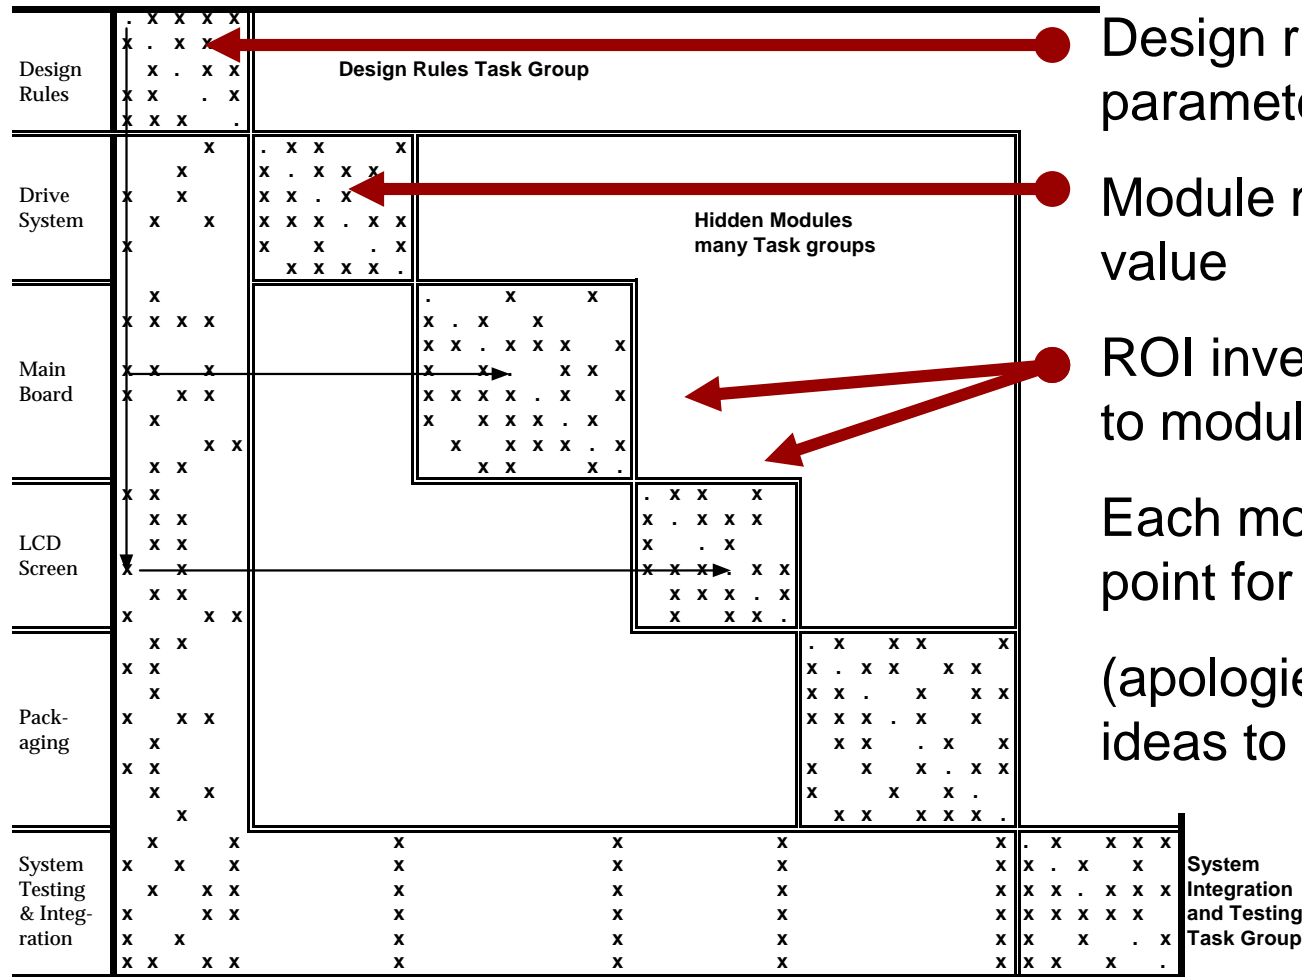 Design
Rules
Design Rules Task Group
Drive
System
Hidden Modules
many Task groups
Main
Board
LCD
Screen
Pack-
aging
System
Testing
& Integ-
ration
System
Integration
and Testing
Task Group
Design r
paramet
Module
value
ROI inve
to modul
Each mo
point for
(apologie
ideas to